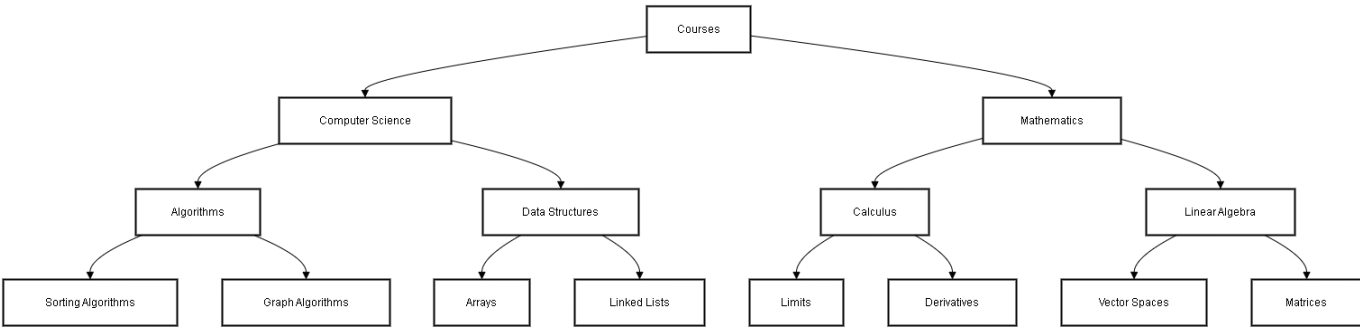 Courses
Computer Science
Mathematics
Algorithms
Data Structures
Calculus
Linear Algebra
Sorting Algorithms
Graph Algorithms
Arrays
Linked Lists
Limits
Derivatives
Vector Spaces
Matrices